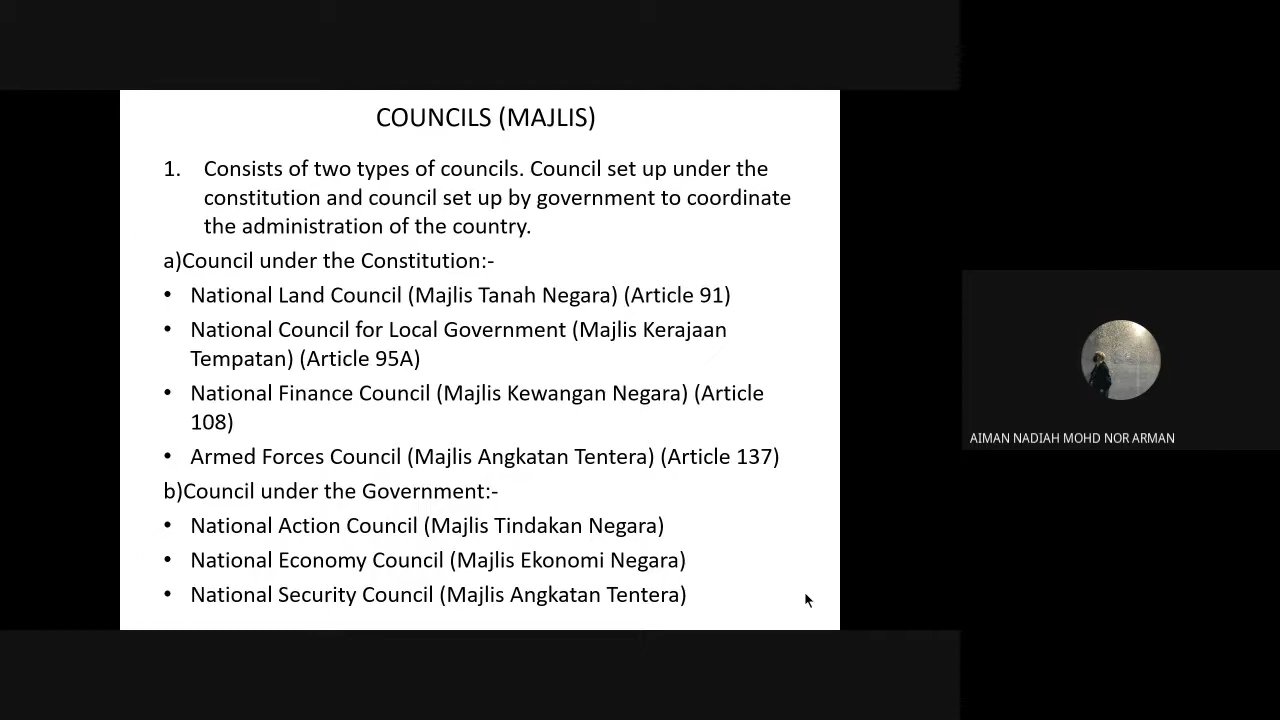 COUNCILS (MAJLIS)
1. Consists of two types of councils. Council set up under the
constitution and council set up by government to coordinate
the administration of the country.
a)Council under the Constitution:-
• National Land Council (Majlis Tanah Negara) (Article 91)
• National Council for Local Government (Majlis Kerajaan
Tempatan) (Article 95A)
• National Finance Council (Majlis Kewangan Negara) (Article
108)
• Armed Forces Council (Majlis Angkatan Tentera) (Article 137)
b)Council under the Government:-
• National Action Council (Majlis Tindakan Negara)
• National Economy Council (Majlis Ekonomi Negara)
• National Security Council (Majlis Angkatan Tentera)
AIMAN NADIAH MOHD NOR ARMAN